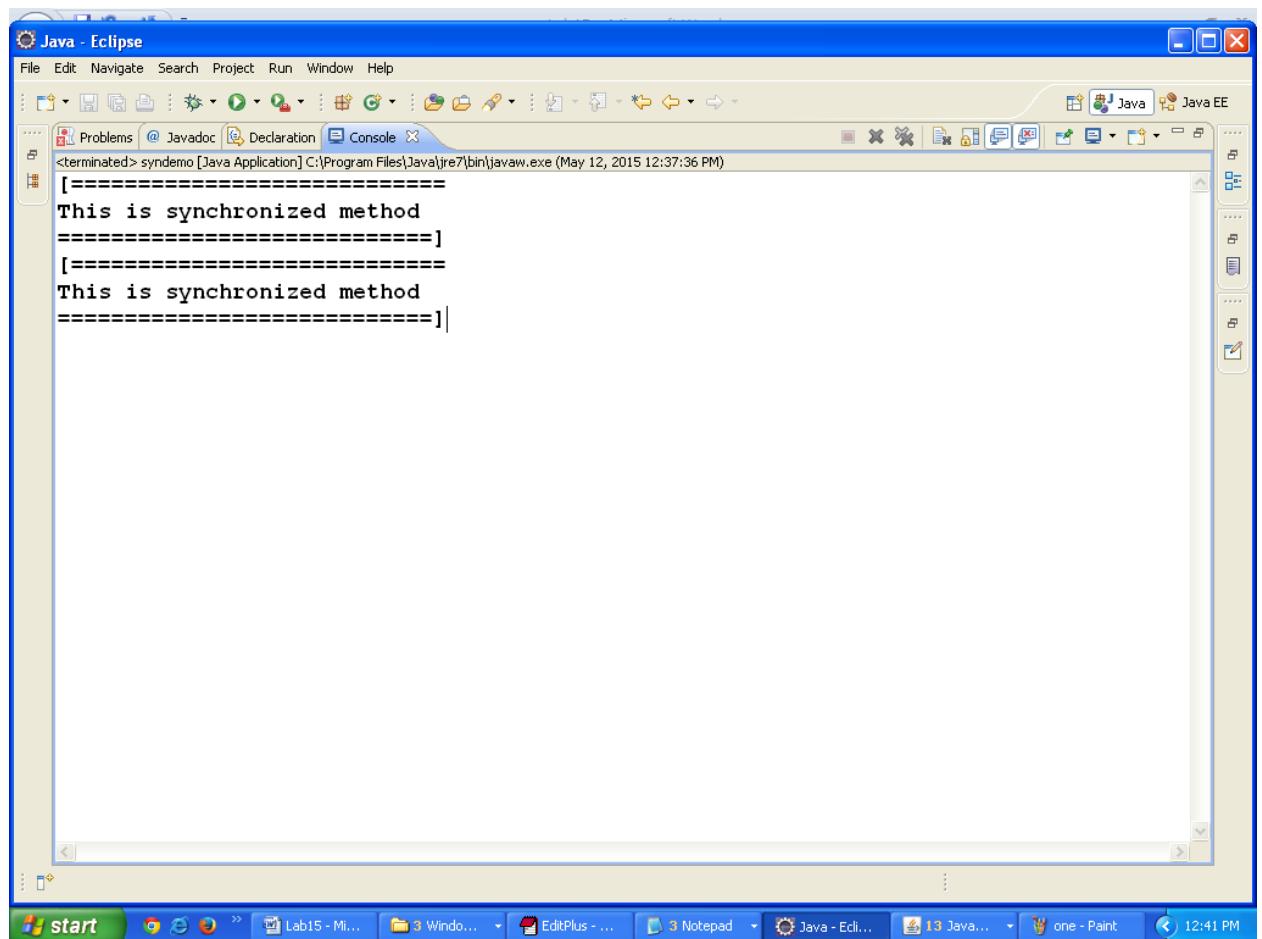 Java - Eclipse
File Edit Navigate Search Project Run Window Help
Java Java EE
Problems @ Javadoc Declaration Console
<terminated> syndemo [Java Application] C:\Program Files\Java\jre7\bin\javaw.exe (May 12, 2015 12:37:36 PM)
[============================
This is synchronized method
============================]
[============================
This is synchronized method
============================]
start Lab15 - Mi... 3 Windo... EditPlus - ... 3 Notepad Java - Ecli... 13 Java... one - Paint 12:41 PM